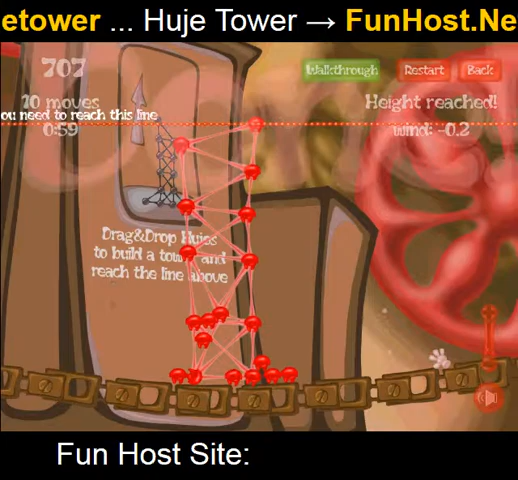 etower ... Huje Tower → FunHost.Ne
707
Walkthrough
Restart
Back
10 moves
Height reached!
ou need to reach this line
0:59
wind: -0.2
Drag&Drop Hujes
to build a tower and
reach the line above
Fun Host Site: